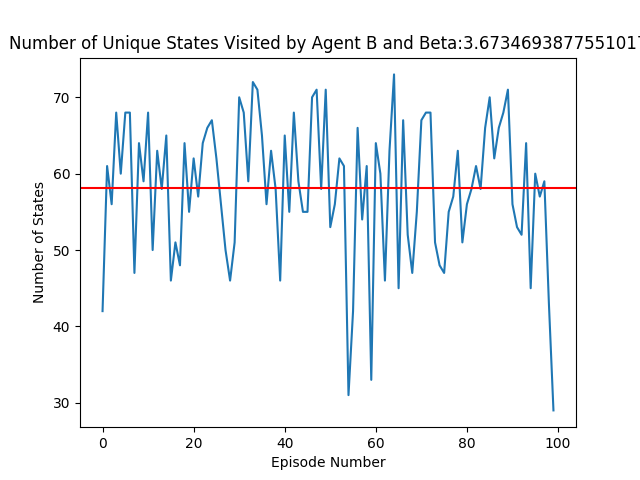 Number of Unique States Visited by Agent B and Beta:3.6734693877551017
70
60
50
40
30
Number of States
0 20 40 60 80 100
Episode Number